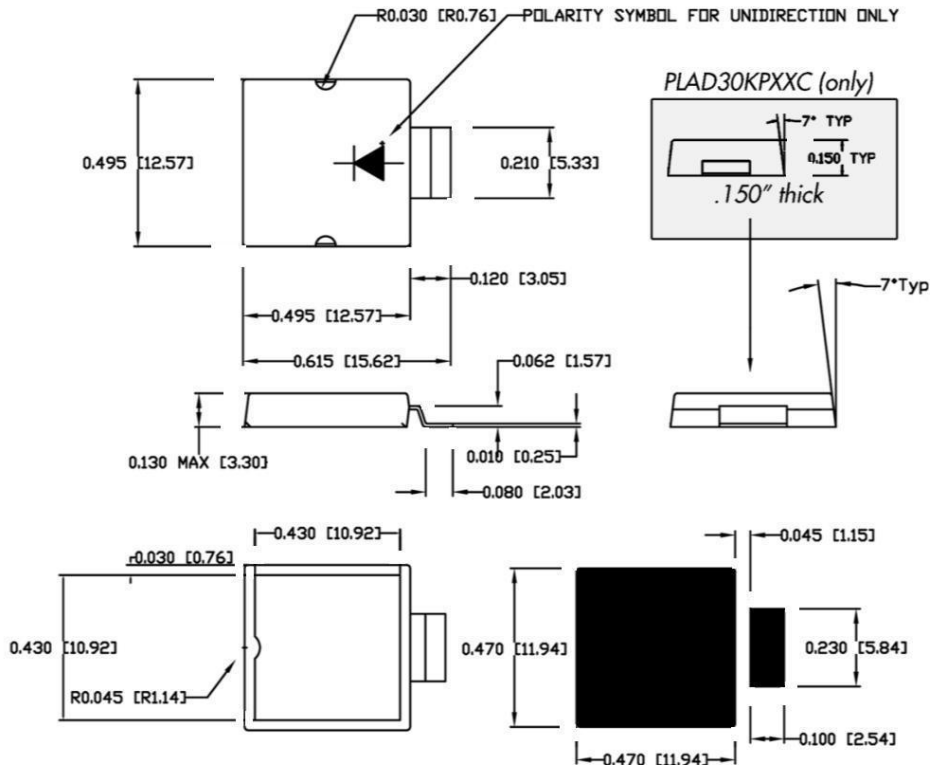 R0.030 [R0.76]
POLARITY SYMBOL FOR UNIDIRECTION ONLY
PLAD30KPXXC (only)
7° TYP
0.150 TYP
.150" thick
0.495 [12.57]
0.210 [5.33]
+
0.120 [3.05]
0.495 [12.57]
0.615 [15.62]
7°Typ
0.062 [1.57]
0.130 MAX [3.30]
0.010 [0.25]
0.080 [2.03]
0.430 [10.92]
0.030 [0.76]
0.430
[10.92]
R0.045 [R1.14]
0.045 [1.15]
0.470 [11.94]
0.230 [5.84]
0.100 [2.54]
0.470 [11.94]